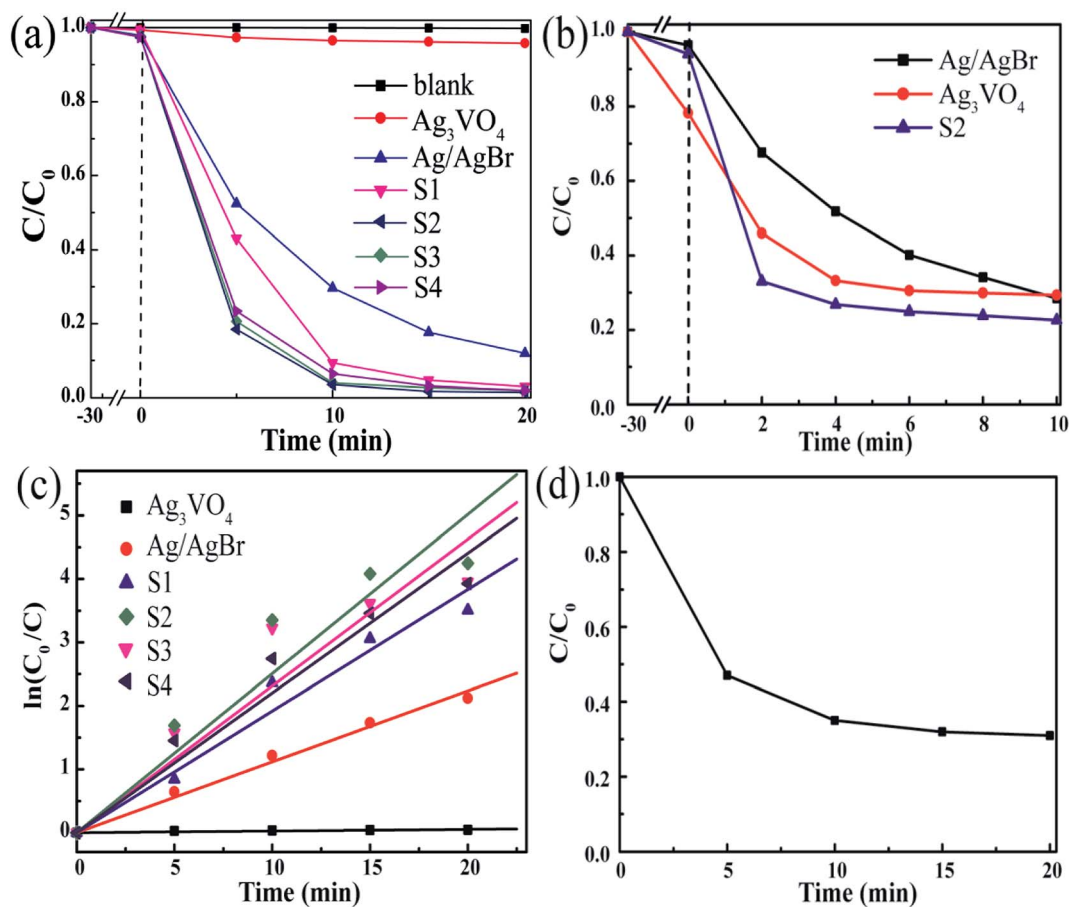 (a)
1.0
0.8
0.6
0.4
0.2
0.0
C/C₀
blank
Ag₃VO₄
Ag/AgBr
S1
S2
S3
S4
-30 0 10 20
Time (min)
(b)
1.0
0.8
0.6
0.4
0.2
0.0
C/C₀
Ag/AgBr
Ag₃VO₄
S2
-30 0 2 4 6 8 10
Time (min)
(c)
5
4
3
2
1
0
ln(C₀/C)
Ag₃VO₄
Ag/AgBr
S1
S2
S3
S4
0 5 10 15 20
Time (min)
(d)
1.0
0.8
0.6
0.4
0.2
0.0
C/C₀
0 5 10 15 20
Time (min)